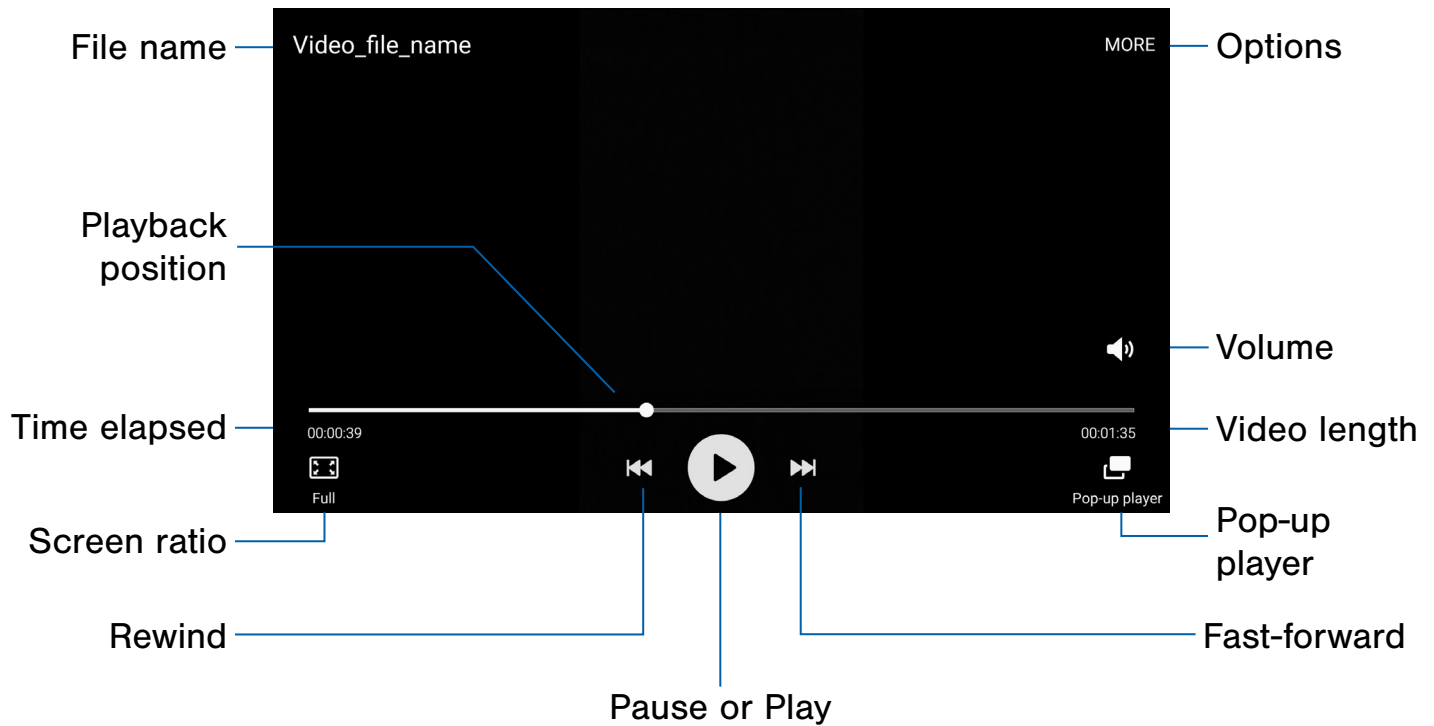 File name
Video_file_name
MORE
Options
Playback
position
Volume
Time elapsed
00:00:39
00:01:35
Video length
Full
Pop-up player
Screen ratio
Pop-up
player
Rewind
Fast-forward
Pause or Play